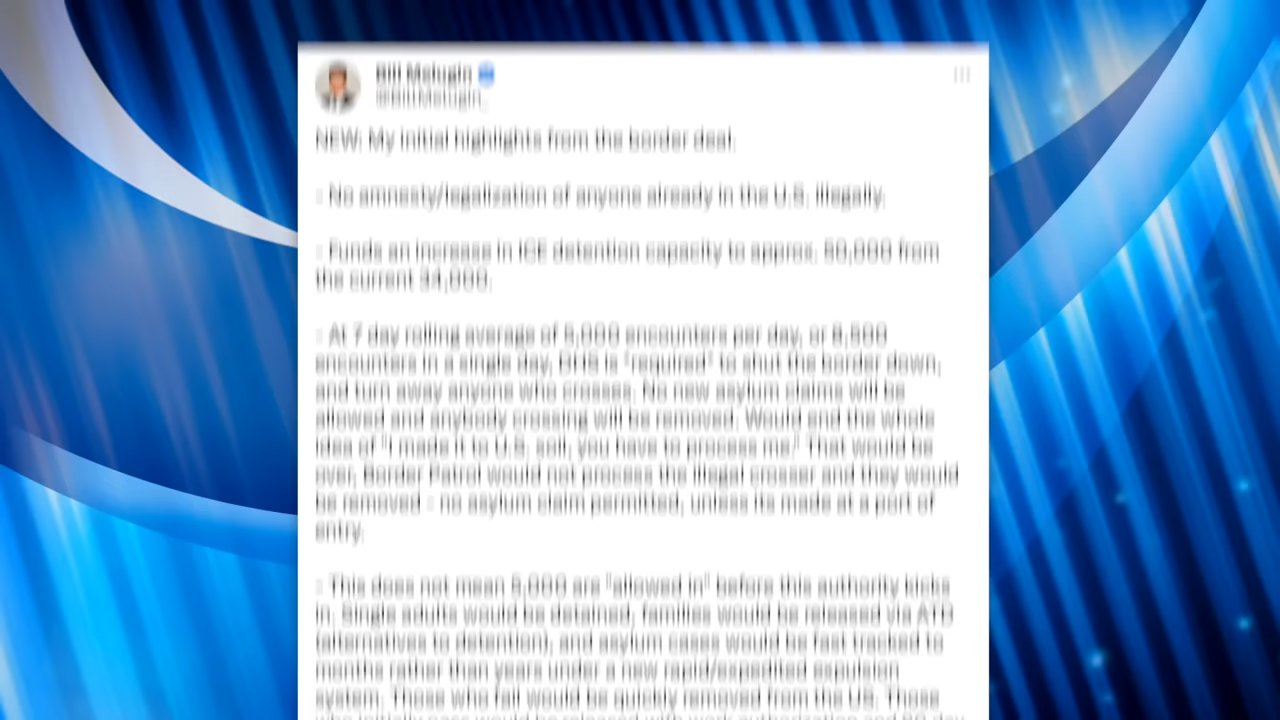 Bill Melugin
@BillMelugin_
NEW: My initial highlights from the border deal:
- No amnesty/legalization of anyone already in the U.S. illegally.
- Funds an increase in ICE detention capacity to approx. 50,000 from
the current 34,000.
- At 7 day rolling average of 5,000 encounters per day, or 8,500
encounters in a single day, DHS is "required" to shut the border down,
and turn away anyone who crosses. No new asylum claims will be
allowed and anybody crossing will be removed. Would end the whole
idea of "I made it to U.S. soil, you have to process me." That would be
over, Border Patrol would not process the illegal crosser and they would
be removed - no asylum claim permitted, unless its made at a port of
entry.
- This does not mean 5,000 are "allowed in" before this authority kicks
in. Single adults would be detained, families would be released via ATD
(alternatives to detention), and asylum cases would be fast tracked to
months rather than years under a new rapid/expedited expulsion
system. Those who fail would be quickly removed from the US. Those